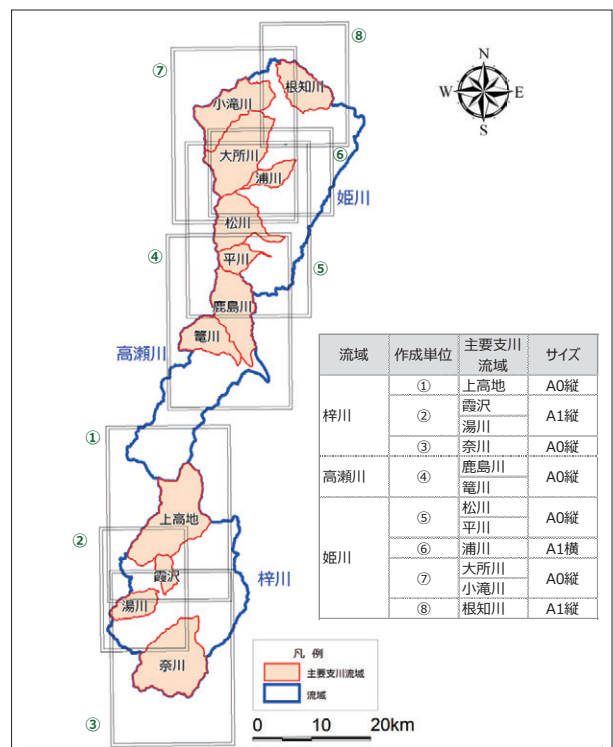 ⑧
⑦
根知川
小滝川
大所川
⑥
浦川
姫川
松川
④
平川
⑤
鹿島川
高瀬川
篭川
①
上高地
②
霞沢
梓川
湯川
奈川
③
N
W E
S
流域 作成単位 主要支川流域 サイズ
梓川 ① 上高地 A0縦
② 霞沢 A1縦
湯川
③ 奈川 A0縦
高瀬川 ④ 鹿島川 A0縦
篭川
姫川 ⑤ 松川 A0縦
平川
⑥ 浦川 A1横
⑦ 大所川 A0縦
小滝川
⑧ 根知川 A1縦
凡 例
主要支川流域
流域
0 10 20km